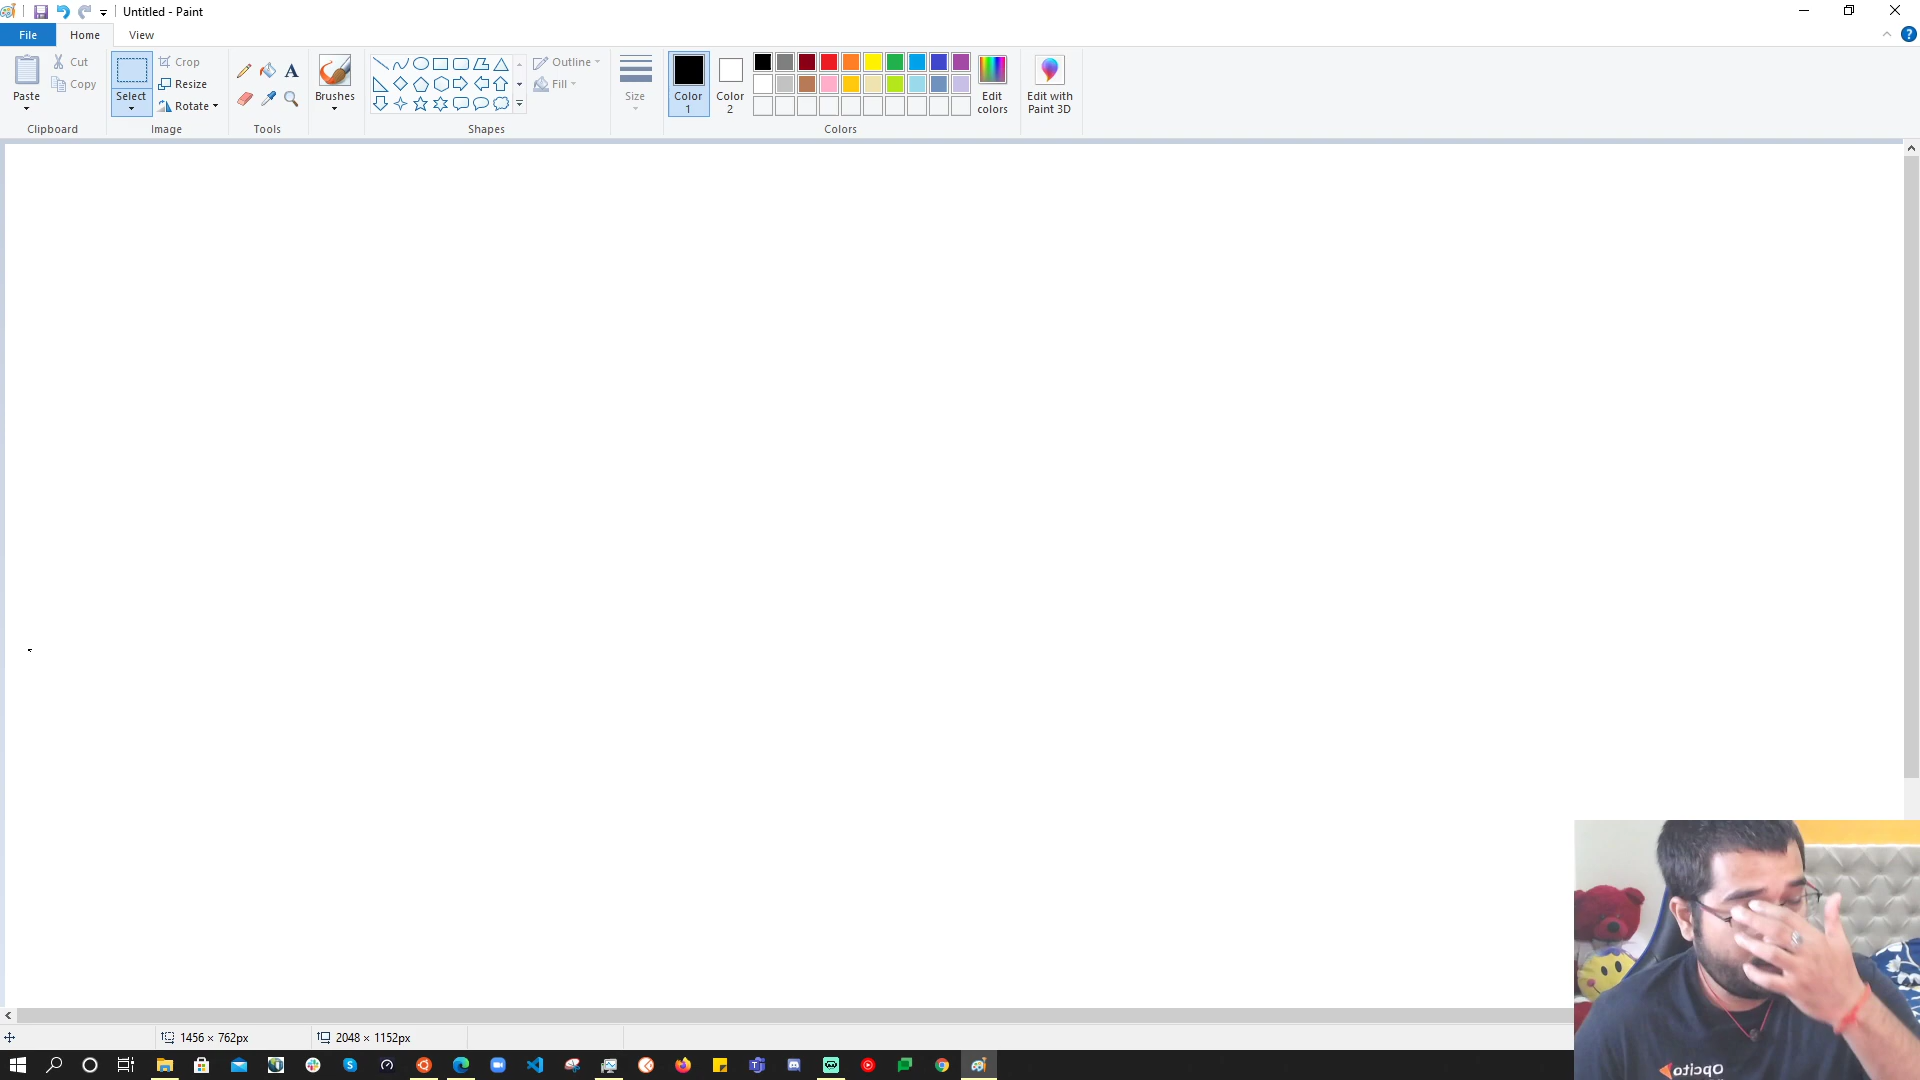 Untitled - Paint
File
Home
View
Paste
Cut
Copy
Clipboard
Select
Crop
Resize
Rotate
Image
A
Tools
Brushes
Shapes
Outline
Fill
Size
Color
1
Color
2
Colors
Edit
colors
Edit with
Paint 3D
1456 × 762px
2048 × 1152px
Opcito